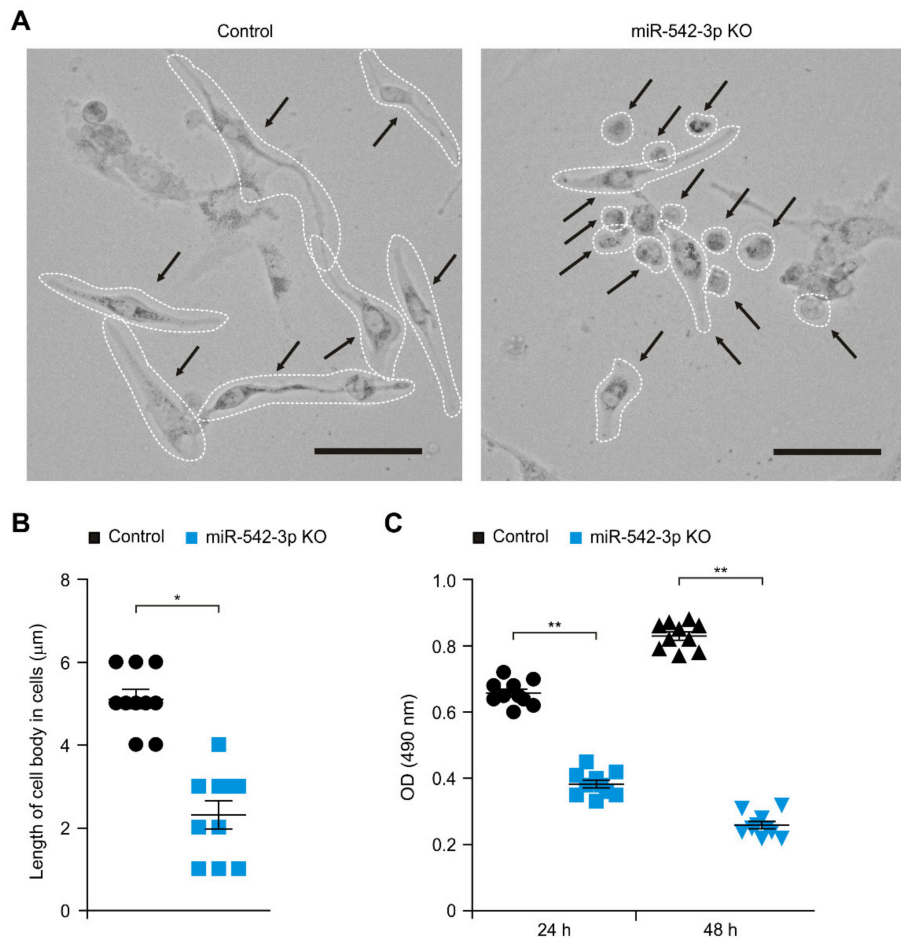 A
Control
miR-542-3p KO
B
Control
miR-542-3p KO
Length of cell body in cells (μm)
8
6
4
2
0
*
C
Control
miR-542-3p KO
OD (490 nm)
1.0
0.8
0.6
0.4
0.2
0
**
**
24 h
48 h